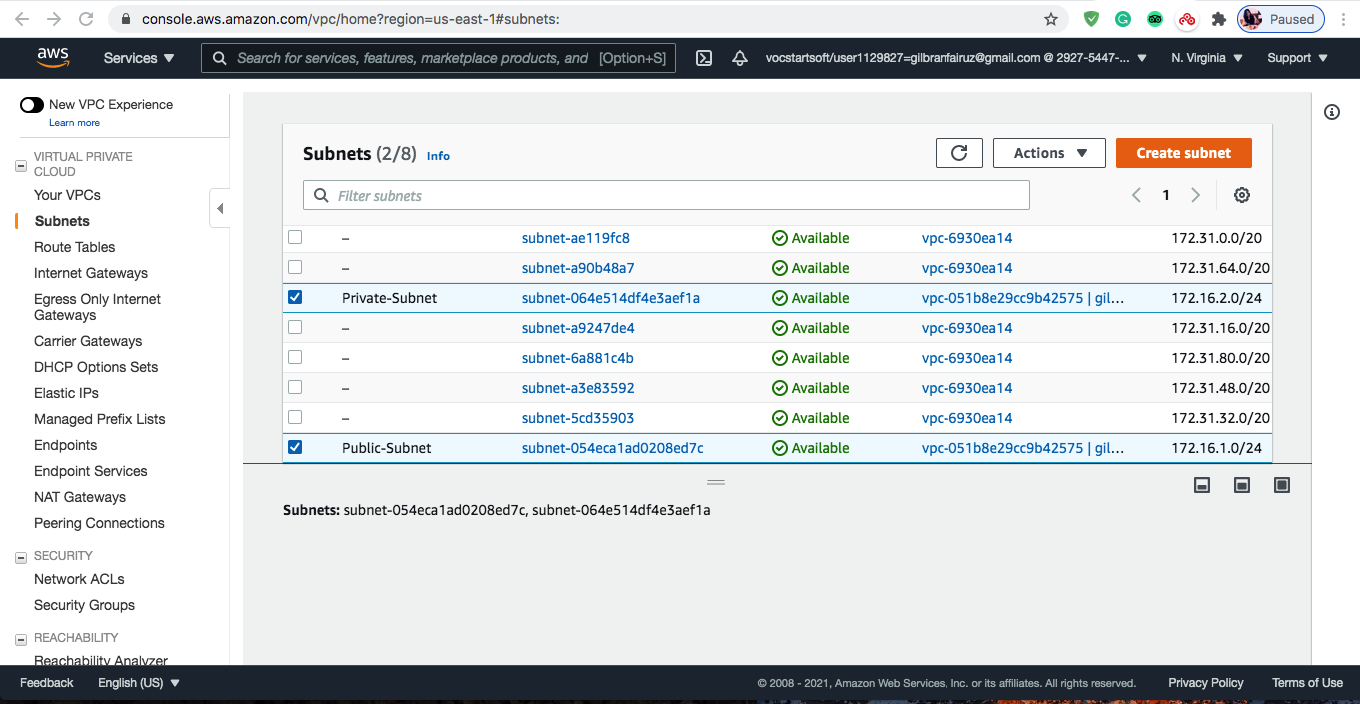 console.aws.amazon.com/vpc/home?region=us-east-1#subnets:
Paused
aws
Services
Search for services, features, marketplace products, and [Option+S]
vocstartsoft/user1129827=gilbranfairuz@gmail.com @ 2927-5447-...
N. Virginia
Support
New VPC Experience
Learn more
VIRTUAL PRIVATE
CLOUD
Your VPCs
Subnets
Route Tables
Internet Gateways
Egress Only Internet
Gateways
Carrier Gateways
DHCP Options Sets
Elastic IPs
Managed Prefix Lists
Endpoints
Endpoint Services
NAT Gateways
Peering Connections
SECURITY
Network ACLs
Security Groups
REACHABILITY
Reachability Analyzer
Subnets (2/8) Info
Actions
Create subnet
Filter subnets
1
– subnet-ae119fc8 Available vpc-6930ea14 172.31.0.0/20
– subnet-a90b48a7 Available vpc-6930ea14 172.31.64.0/20
Private-Subnet subnet-064e514df4e3aef1a Available vpc-051b8e29cc9b42575 | gil... 172.16.2.0/24
– subnet-a9247de4 Available vpc-6930ea14 172.31.16.0/20
– subnet-6a881c4b Available vpc-6930ea14 172.31.80.0/20
– subnet-a3e83592 Available vpc-6930ea14 172.31.48.0/20
– subnet-5cd35903 Available vpc-6930ea14 172.31.32.0/20
Public-Subnet subnet-054eca1ad0208ed7c Available vpc-051b8e29cc9b42575 | gil... 172.16.1.0/24
Subnets: subnet-054eca1ad0208ed7c, subnet-064e514df4e3aef1a
Feedback
English (US)
© 2008 - 2021, Amazon Web Services, Inc. or its affiliates. All rights reserved.
Privacy Policy
Terms of Use